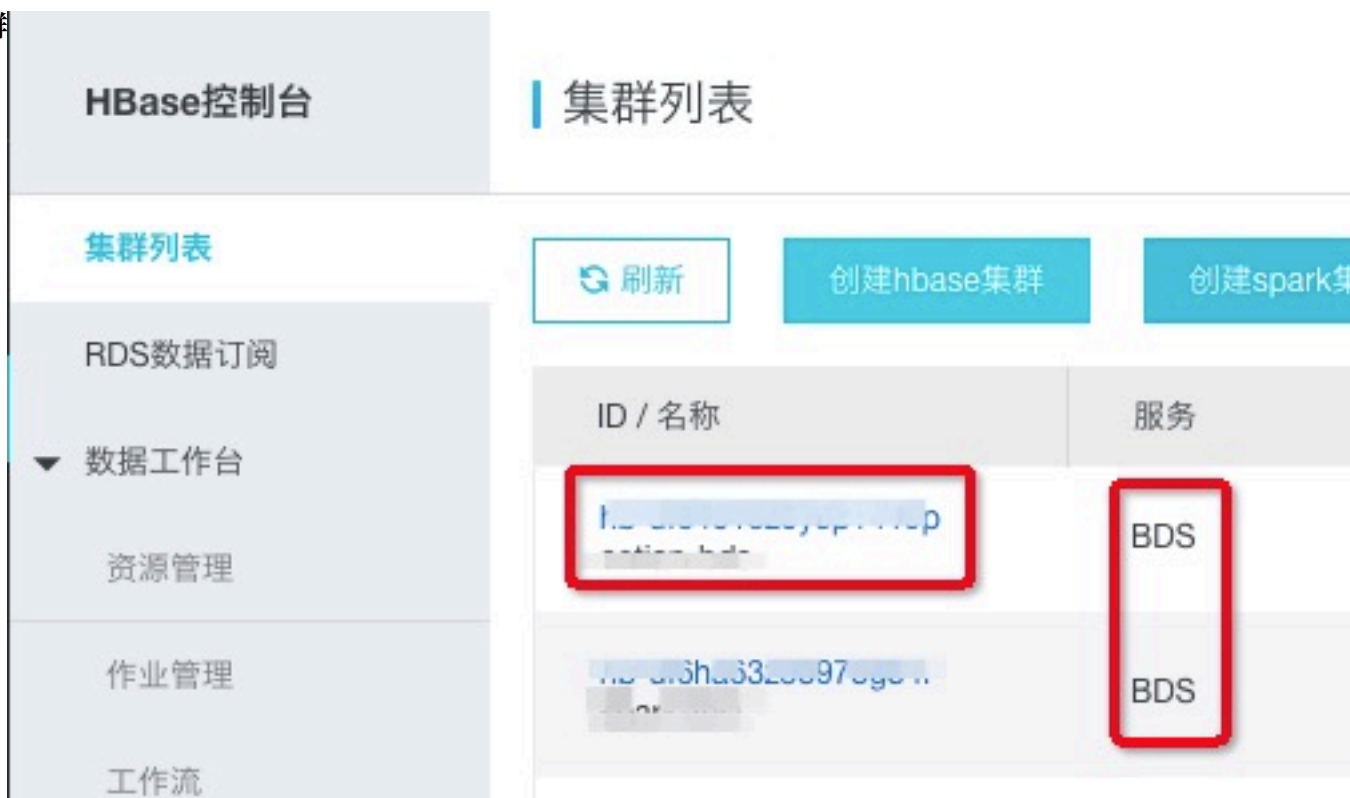 HBase控制台
集群列表
集群列表
RDS数据订阅
数据工作台
资源管理
作业管理
工作流
刷新
创建hbase集群
创建spark集
ID / 名称
服务
BDS
BDS